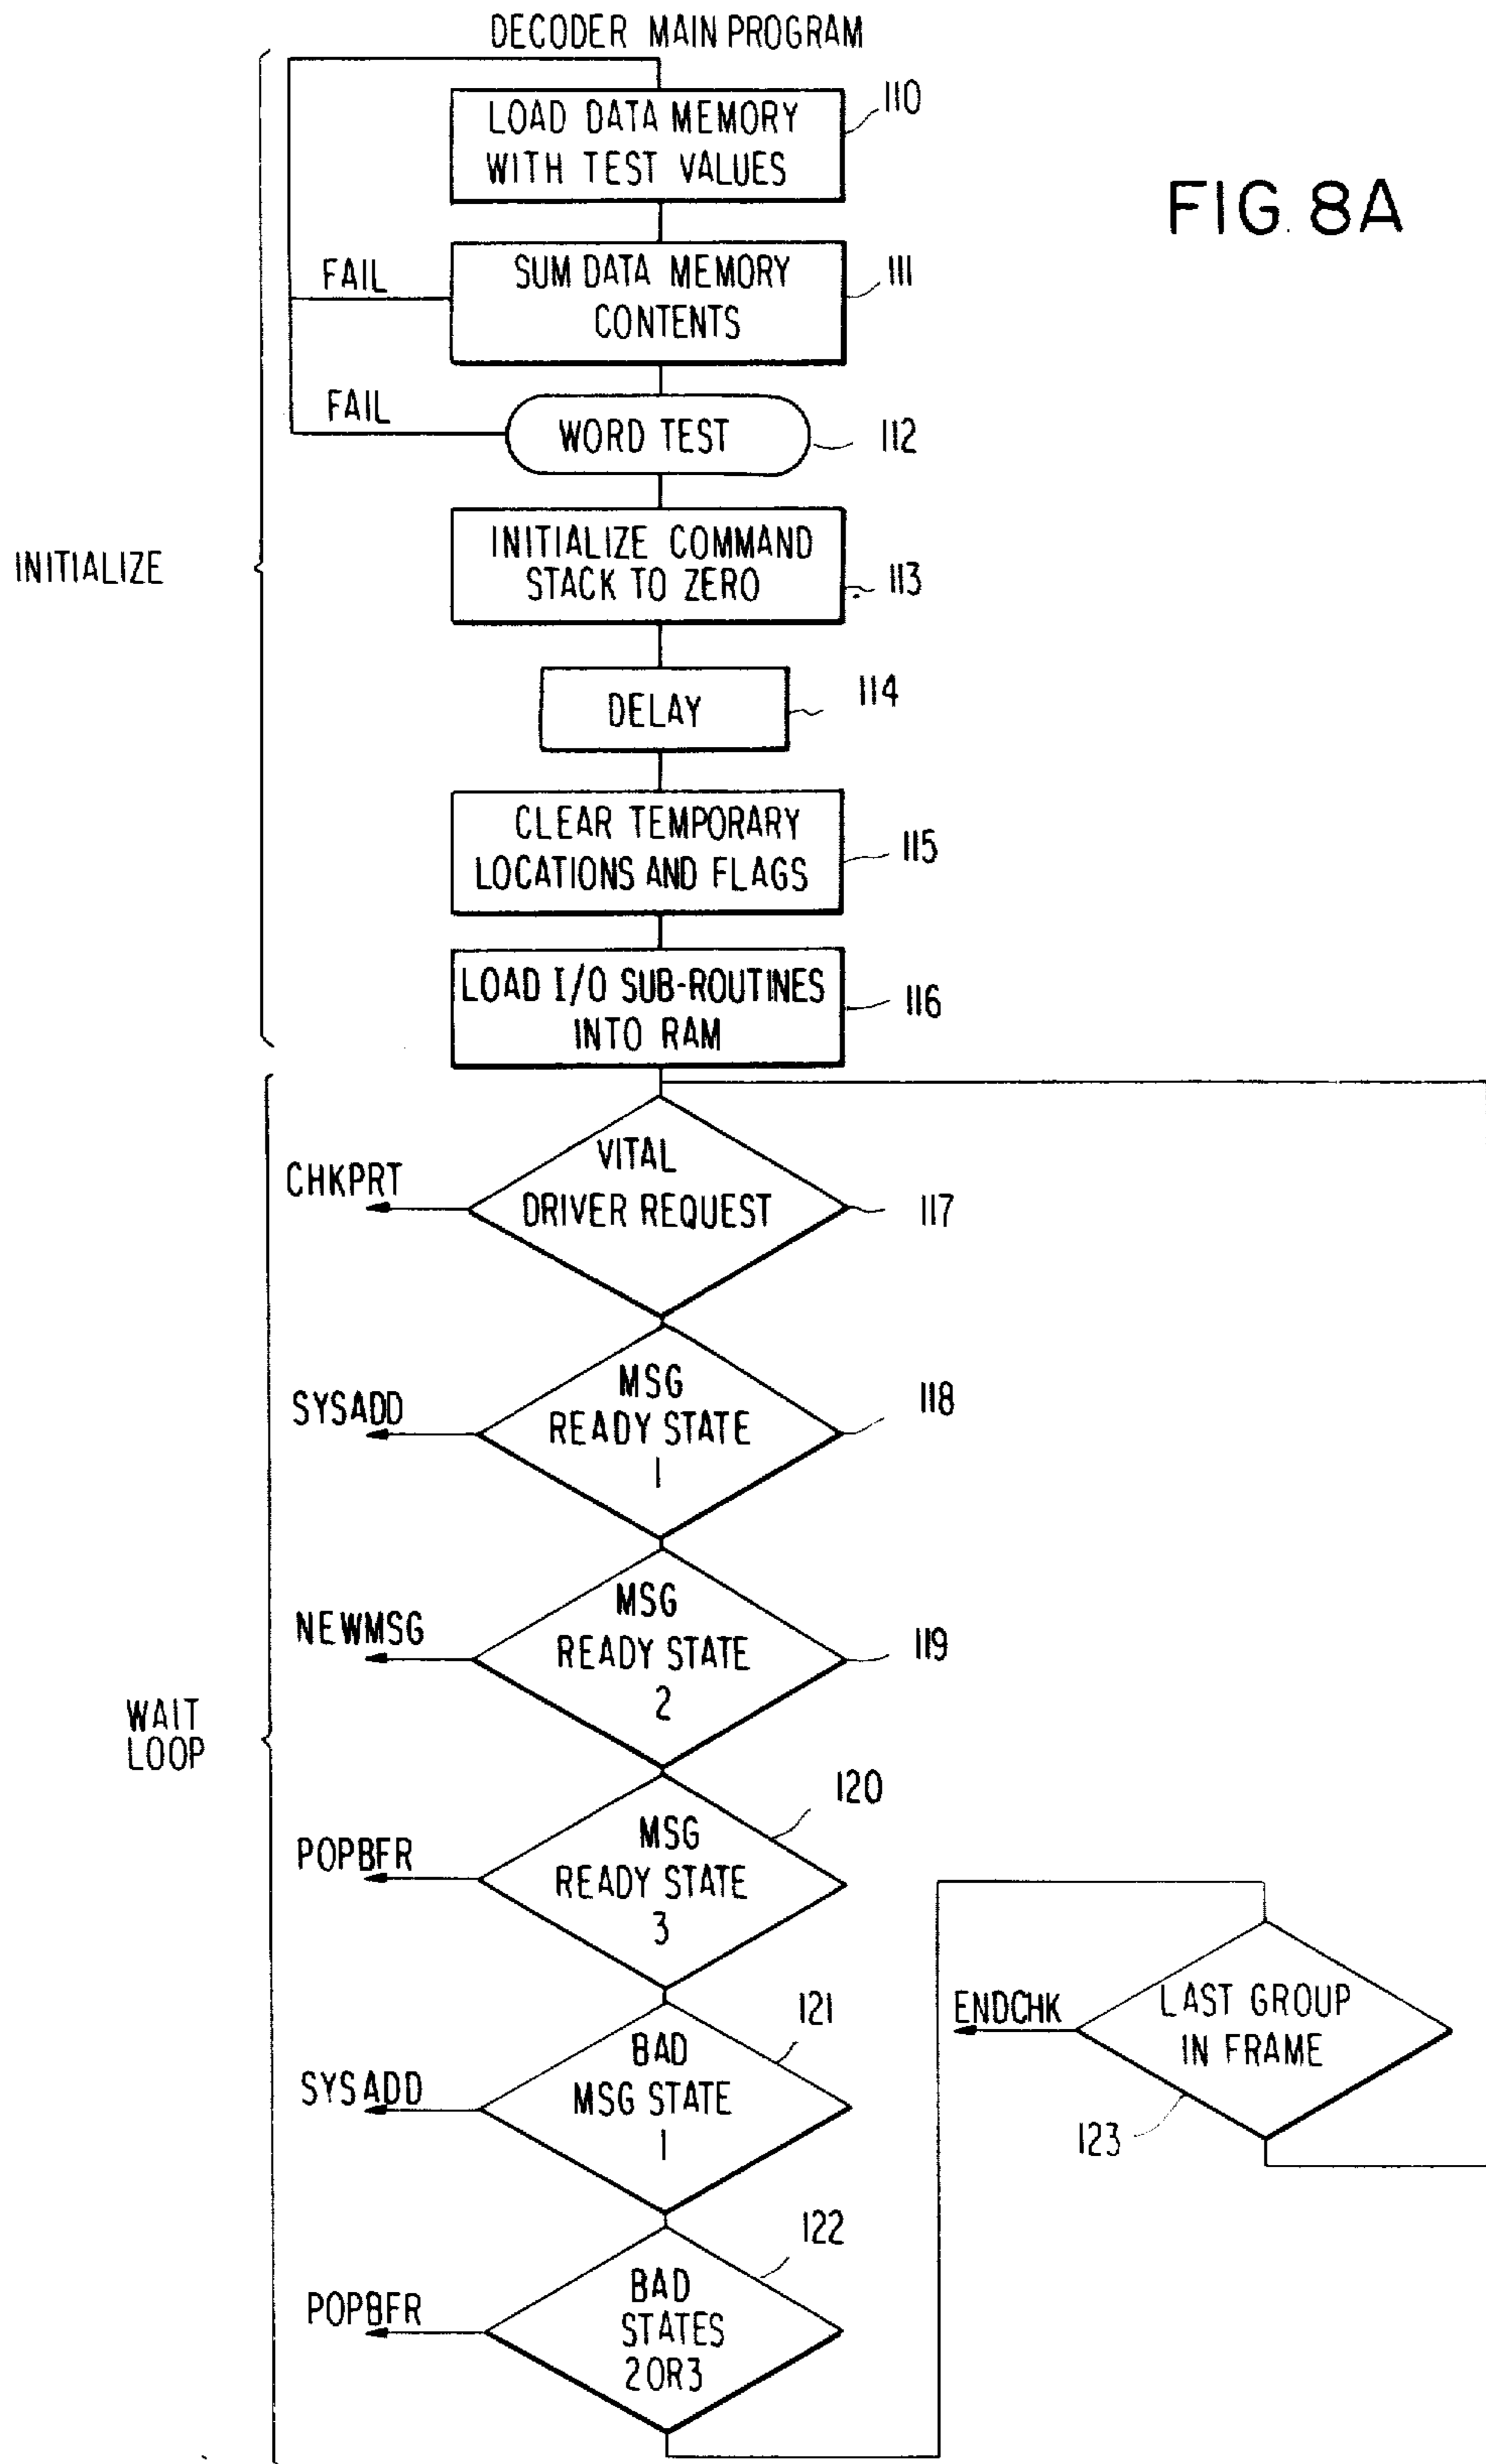 DECODER MAIN PROGRAM
LOAD DATA MEMORY
WITH TEST VALUES
110
FIG. 8A
FAIL
SUM DATA MEMORY
CONTENTS
111
FAIL
WORD TEST
112
INITIALIZE
INITIALIZE COMMAND
STACK TO ZERO
113
DELAY
114
CLEAR TEMPORARY
LOCATIONS AND FLAGS
115
LOAD I/O SUB-ROUTINES
INTO RAM
116
CHKPRT
VITAL
DRIVER REQUEST
117
SYSADD
MSG
READY STATE
1
118
NEWMSG
MSG
READY STATE
2
119
WAIT
LOOP
POPBFR
MSG
READY STATE
3
120
SYSADD
BAD
MSG STATE
1
121
POPBFR
BAD
STATES
2OR3
122
ENDCHK
LAST GROUP
IN FRAME
123